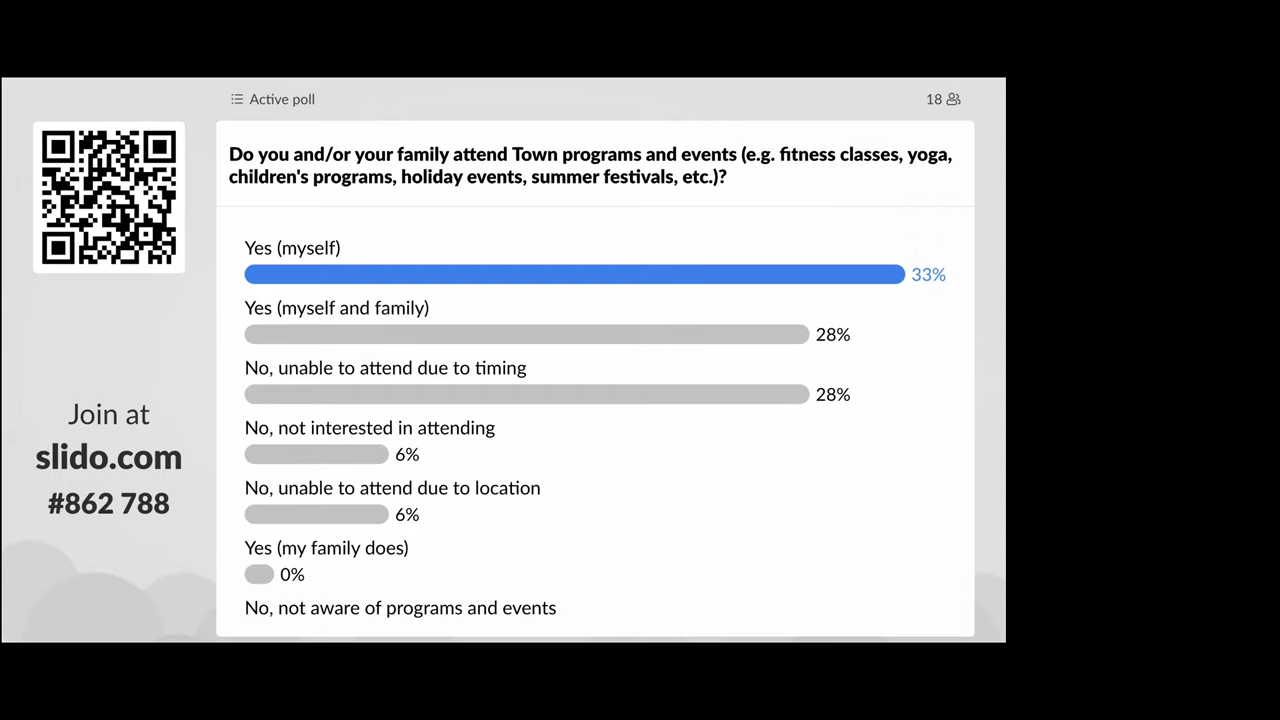 Active poll
18
Do you and/or your family attend Town programs and events (e.g. fitness classes, yoga,
children's programs, holiday events, summer festivals, etc.)?
Yes (myself)
33%
Yes (myself and family)
28%
No, unable to attend due to timing
28%
No, not interested in attending
6%
No, unable to attend due to location
6%
Yes (my family does)
0%
No, not aware of programs and events
Join at
slido.com
#862 788